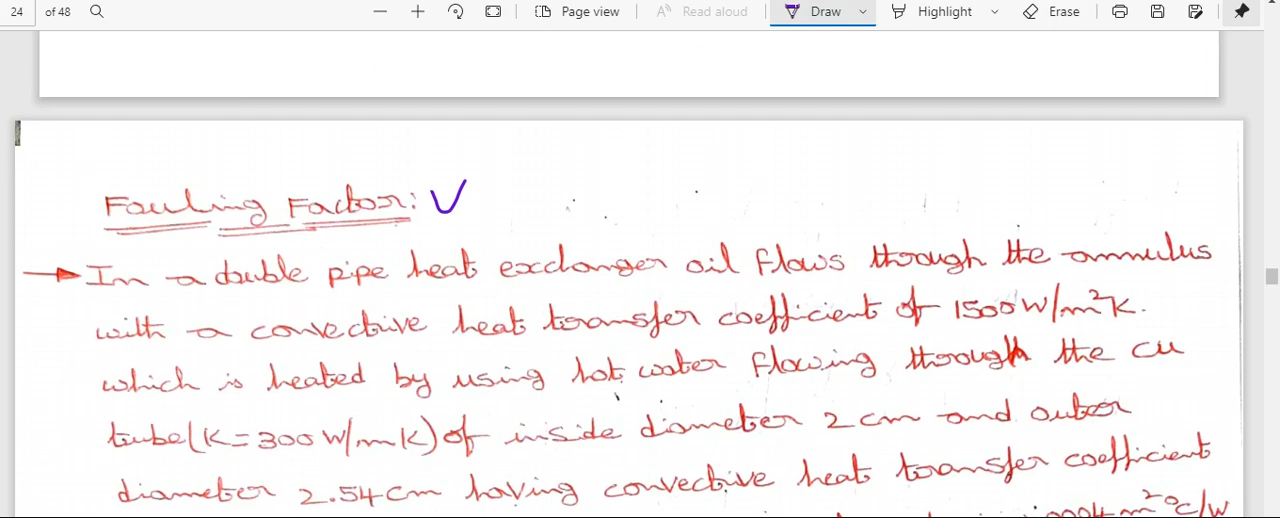 24 of 48 Page view Read aloud Draw Highlight Erase
Fouling Factor:
In a double pipe heat exchanger oil flows through the annulus
with a convective heat transfer coefficient of 1500 W/m²K.
which is heated by using hot water flowing through the cu
tube (K=300 W/mK) of inside diameter 2 cm and outer
diameter 2.54 cm having convective heat transfer coefficient
m²°C/W